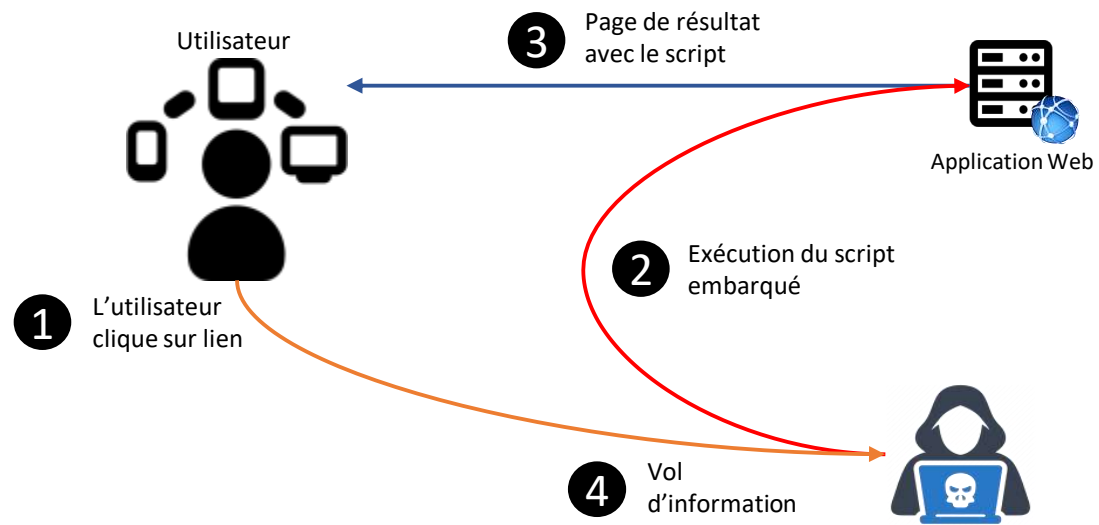 Utilisateur
3
Page de résultat
avec le script
Application Web
2
Exécution du script
embarqué
1
L’utilisateur
clique sur lien
4
Vol
d’information